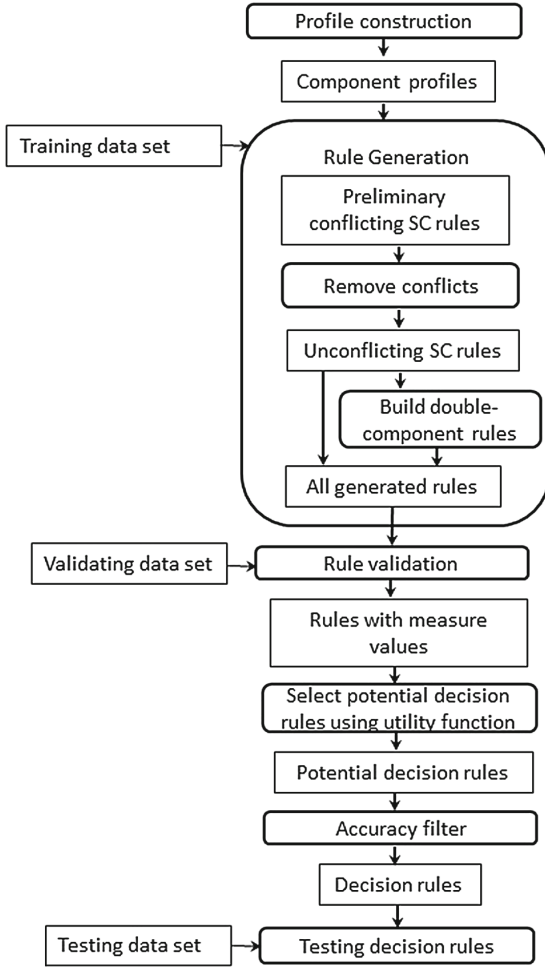 Profile construction
Component profiles
Training data set
Rule Generation
Preliminary
conflicting SC rules
Remove conflicts
Unconflicting SC rules
Build double-
component rules
All generated rules
Validating data set
Rule validation
Rules with measure
values
Select potential decision
rules using utility function
Potential decision rules
Accuracy filter
Decision rules
Testing data set
Testing decision rules